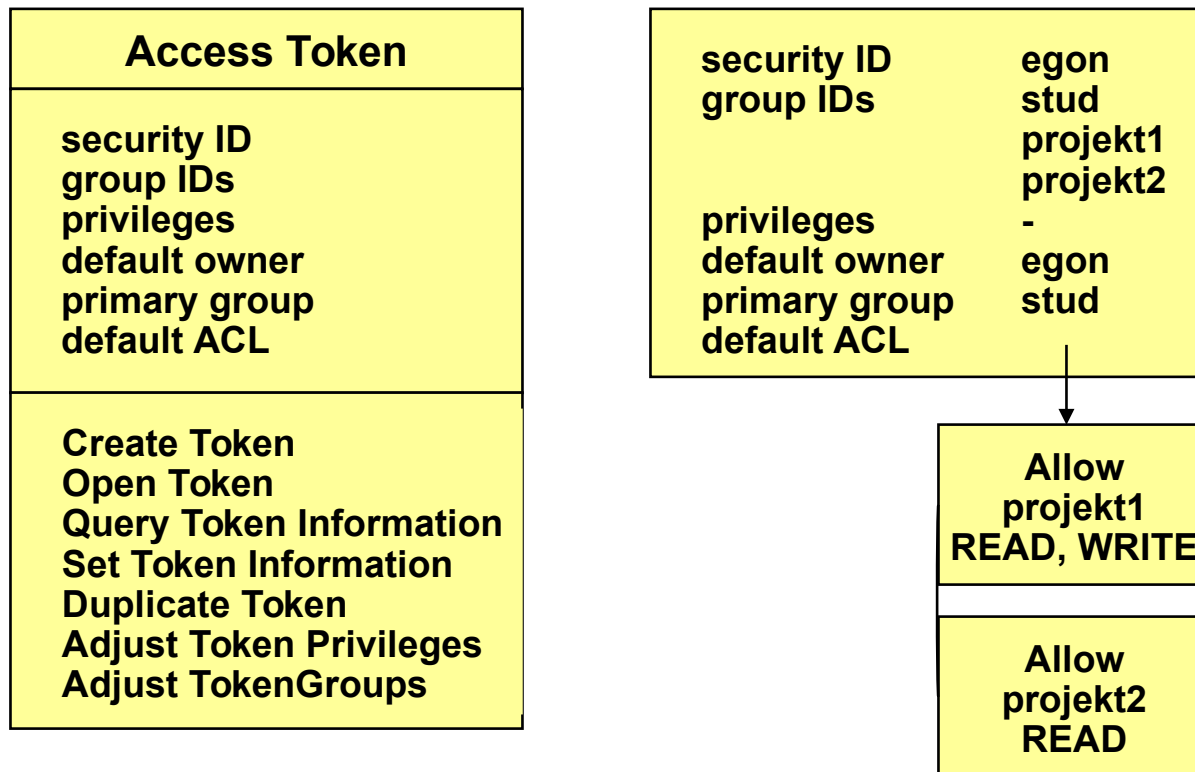 Access Token
security ID
group IDs
privileges
default owner
primary group
default ACL
Create Token
Open Token
Query Token Information
Set Token Information
Duplicate Token
Adjust Token Privileges
Adjust TokenGroups
security ID egon
group IDs stud
projekt1
projekt2
privileges -
default owner egon
primary group stud
default ACL
Allow
projekt1
READ, WRITE
Allow
projekt2
READ